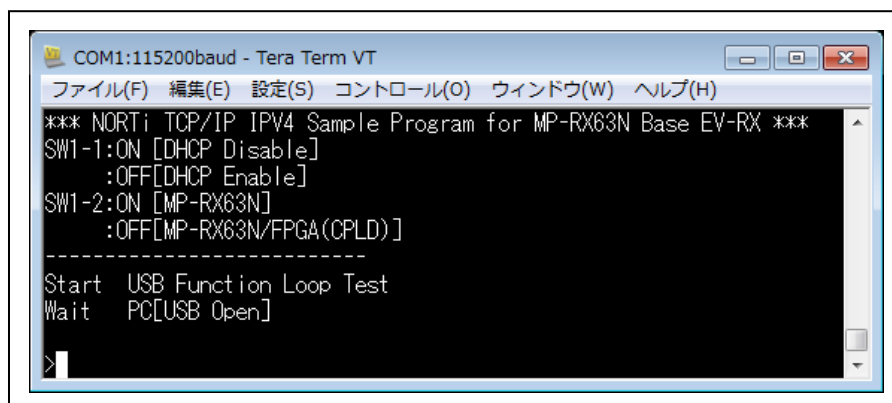 COM1:115200baud - Tera Term VT
ファイル(F) 編集(E) 設定(S) コントロール(O) ウィンドウ(W) ヘルプ(H)
*** NORTi TCP/IP IPV4 Sample Program for MP-RX63N Base EV-RX ***
SW1-1:ON [DHCP Disable]
     :OFF[DHCP Enable]
SW1-2:ON [MP-RX63N]
     :OFF[MP-RX63N/FPGA(CPLD)]
---------------------------
Start  USB Function Loop Test
Wait   PC[USB Open]
>